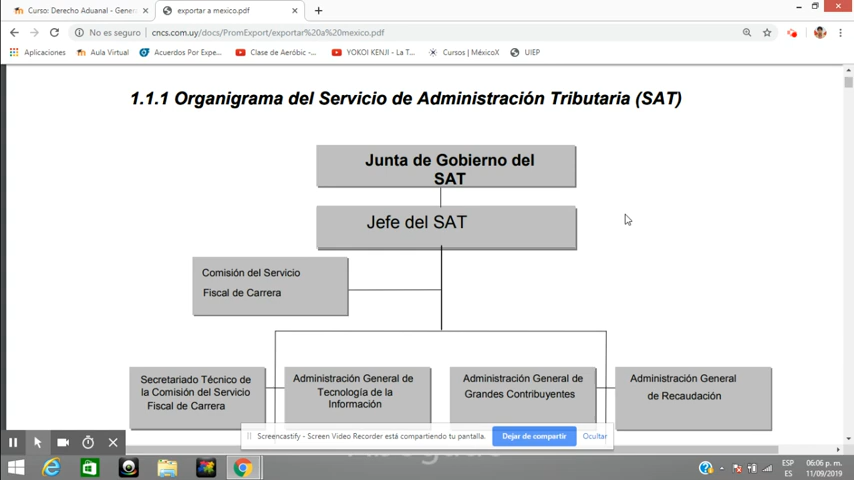 Curso: Derecho Aduanal - Gener
exportar a mexico.pdf
No es seguro | cncs.com.uy/docs/PromExport/exportar%20a%20mexico.pdf
Aplicaciones
Aula Virtual
Acuerdos Por Expe...
Clase de Aeróbic -...
YOKOI KENJI - La T...
Cursos | MéxicoX
UIEP
1.1.1 Organigrama del Servicio de Administración Tributaria (SAT)
Junta de Gobierno del
SAT
Jefe del SAT
Comisión del Servicio
Fiscal de Carrera
Secretariado Técnico de
la Comisión del Servicio
Fiscal de Carrera
Administración General de
Tecnología de la
Información
Administración General de
Grandes Contribuyentes
Administración General
de Recaudación
Screencastify - Screen Video Recorder está compartiendo tu pantalla.
Dejar de compartir
Ocultar
ESP
ES
06:06 p. m.
11/09/2019